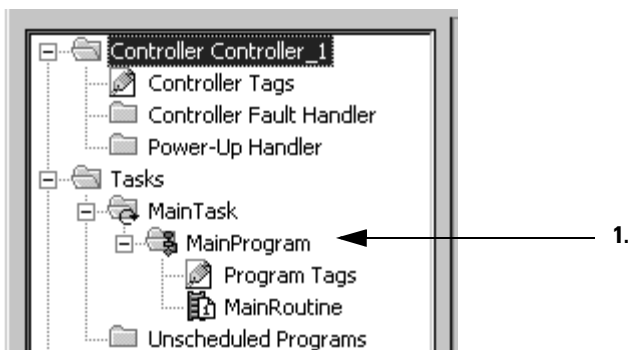 Controller Controller_1
Controller Tags
Controller Fault Handler
Power-Up Handler
Tasks
MainTask
MainProgram 1.
Program Tags
MainRoutine
Unscheduled Programs